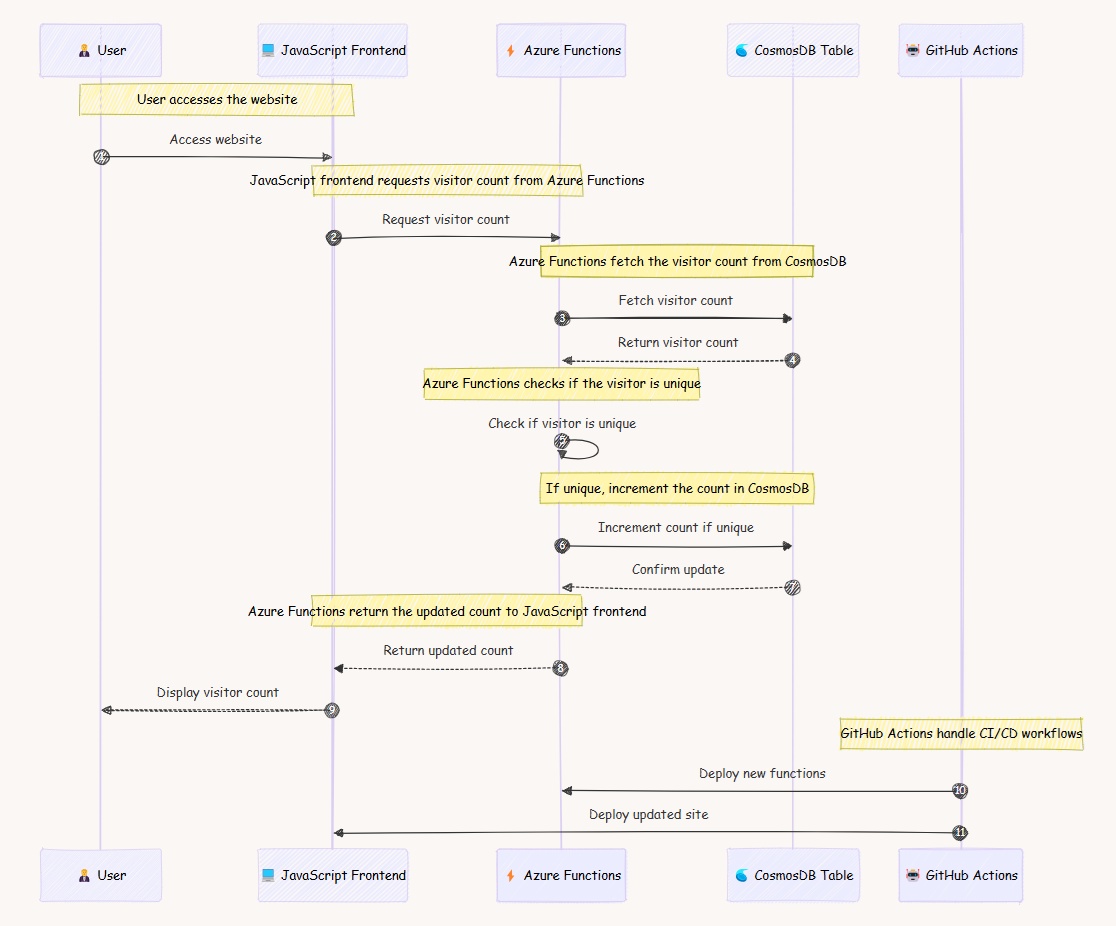 User
JavaScript Frontend
Azure Functions
CosmosDB Table
GitHub Actions
User accesses the website
Access website
1
JavaScript frontend requests visitor count from Azure Functions
Request visitor count
2
Azure Functions fetch the visitor count from CosmosDB
Fetch visitor count
3
Return visitor count
4
Azure Functions checks if the visitor is unique
Check if visitor is unique
5
If unique, increment the count in CosmosDB
Increment count if unique
6
Confirm update
7
Azure Functions return the updated count to JavaScript frontend
Return updated count
8
Display visitor count
9
GitHub Actions handle CI/CD workflows
Deploy new functions
10
Deploy updated site
11
User
JavaScript Frontend
Azure Functions
CosmosDB Table
GitHub Actions